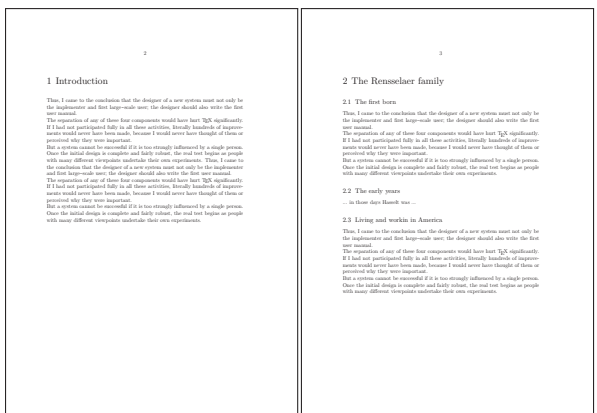 2
1 Introduction
Thus, I came to the conclusion that the designer of a new system must not only be
the implementer and first large–scale user; the designer should also write the first
user manual.
The separation of any of these four components would have hurt TEX significantly.
If I had not participated fully in all these activities, literally hundreds of improve-
ments would never have been made, because I would never have thought of them or
perceived why they were important.
But a system cannot be successful if it is too strongly influenced by a single person.
Once the initial design is complete and fairly robust, the real test begins as people
with many different viewpoints undertake their own experiments. Thus, I came to
the conclusion that the designer of a new system must not only be the implementer
and first large–scale user; the designer should also write the first user manual.
The separation of any of these four components would have hurt TEX significantly.
If I had not participated fully in all these activities, literally hundreds of improve-
ments would never have been made, because I would never have thought of them or
perceived why they were important.
But a system cannot be successful if it is too strongly influenced by a single person.
Once the initial design is complete and fairly robust, the real test begins as people
with many different viewpoints undertake their own experiments.
3
2 The Rensselaer family
2.1 The first born
Thus, I came to the conclusion that the designer of a new system must not only be
the implementer and first large–scale user; the designer should also write the first
user manual.
The separation of any of these four components would have hurt TEX significantly.
If I had not participated fully in all these activities, literally hundreds of improve-
ments would never have been made, because I would never have thought of them or
perceived why they were important.
But a system cannot be successful if it is too strongly influenced by a single person.
Once the initial design is complete and fairly robust, the real test begins as people
with many different viewpoints undertake their own experiments.
2.2 The early years
... in those days Hasselt was ...
2.3 Living and workin in America
Thus, I came to the conclusion that the designer of a new system must not only be
the implementer and first large–scale user; the designer should also write the first
user manual.
The separation of any of these four components would have hurt TEX significantly.
If I had not participated fully in all these activities, literally hundreds of improve-
ments would never have been made, because I would never have thought of them or
perceived why they were important.
But a system cannot be successful if it is too strongly influenced by a single person.
Once the initial design is complete and fairly robust, the real test begins as people
with many different viewpoints undertake their own experiments.